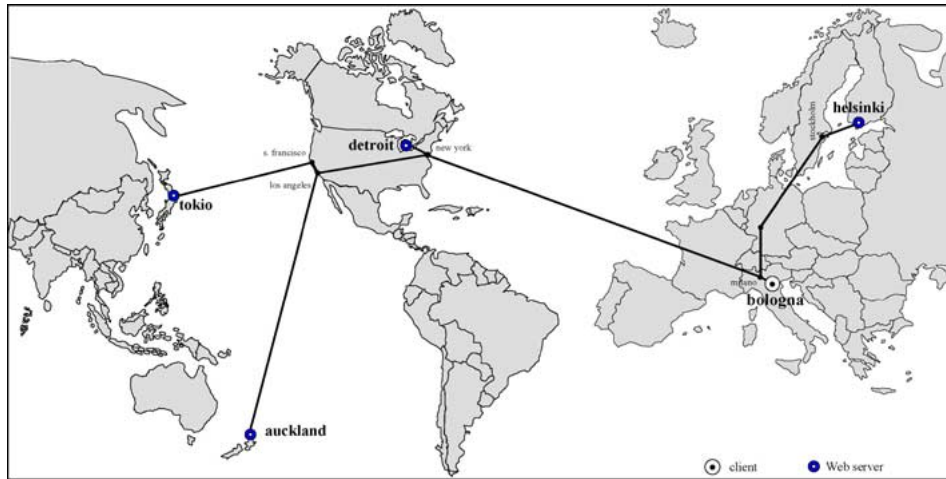 helsinki
stockholm
detroit
new york
s. francisco
los angeles
tokio
milano
bologna
auckland
client
Web server